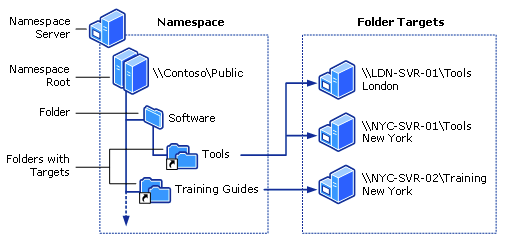 Namespace
Server
Namespace
Folder Targets
Namespace
Root
\\Contoso\Public
\\LDN-SVR-01\Tools
London
Folder
Software
\\NYC-SVR-01\Tools
New York
Folders with
Targets
Tools
Training Guides
\\NYC-SVR-02\Training
New York